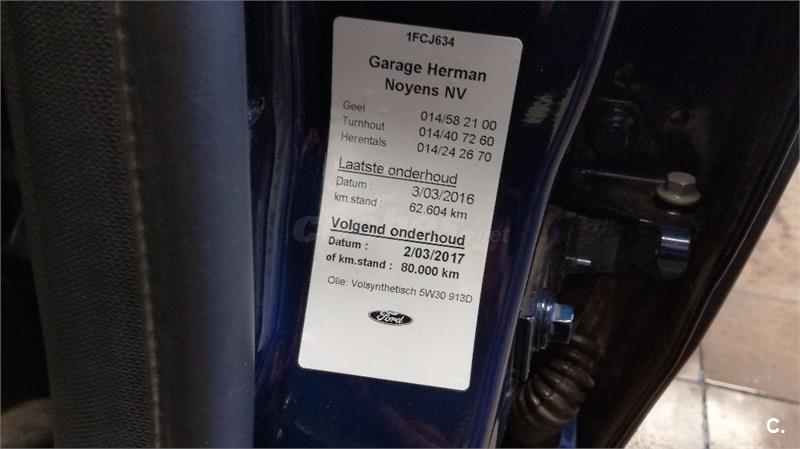 1FCJ634
Garage Herman
Noyens NV
Geel 014/58 21 00
Turnhout 014/40 72 60
Herentals 014/24 26 70
Laatste onderhoud
Datum : 3/03/2016
km.stand : 62.604 km
Volgend onderhoud
Datum : 2/03/2017
of km.stand : 80.000 km
Olie: Volsynthetisch 5W30 913D
Ford
C.